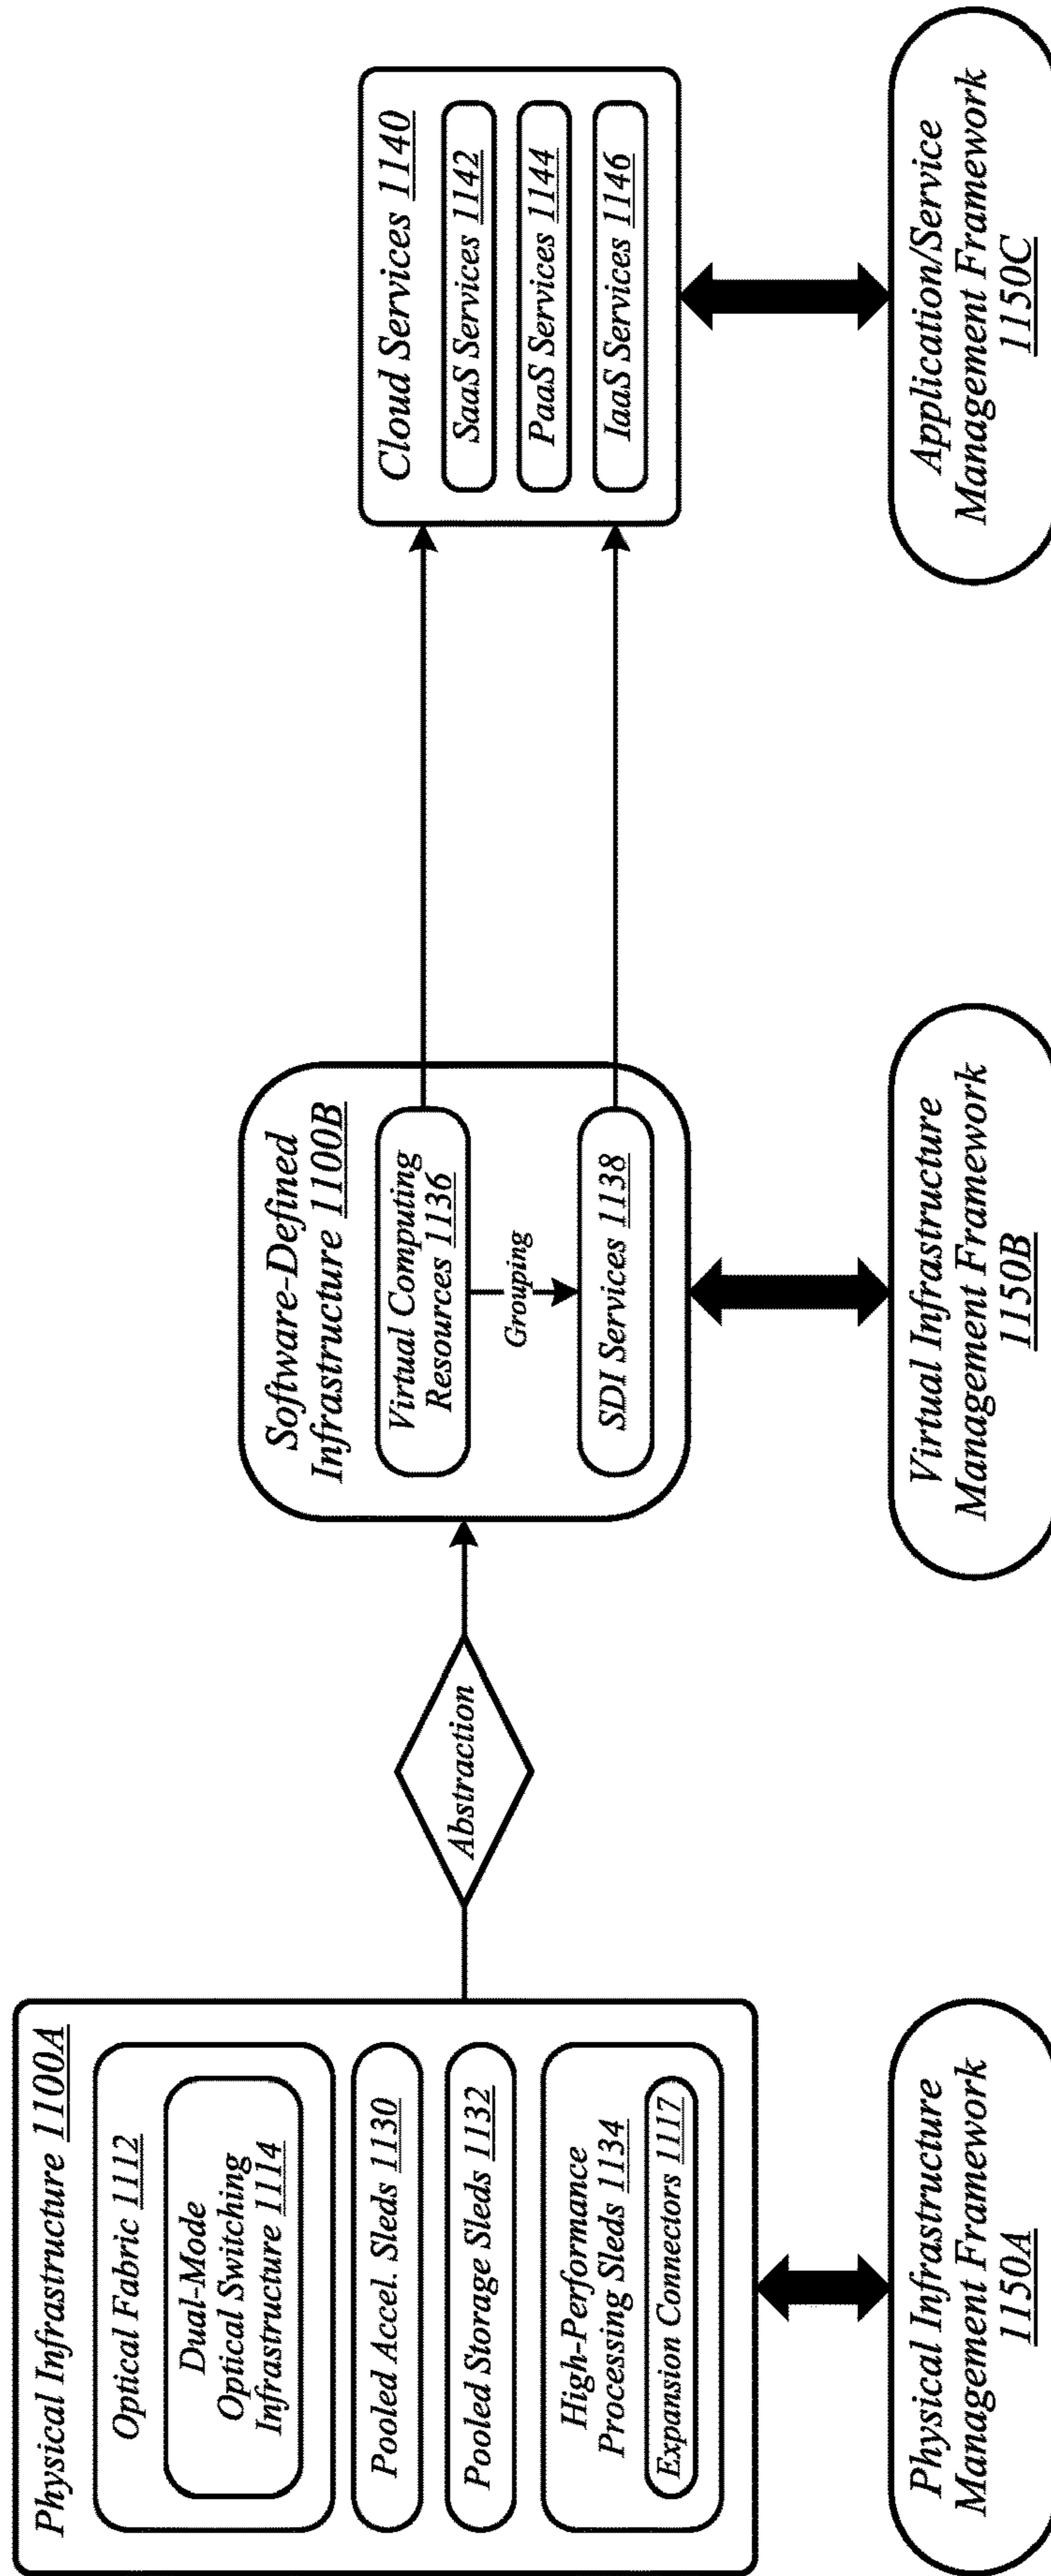 Physical Infrastructure 1100A
Optical Fabric 1112
Dual-Mode
Optical Switching
Infrastructure 1114
Pooled Accel. Sleds 1130
Pooled Storage Sleds 1132
High-Performance
Processing Sleds 1134
Expansion Connectors 1117
Physical Infrastructure
Management Framework
1150A
Abstraction
Software-Defined
Infrastructure 1100B
Virtual Computing
Resources 1136
Grouping
SDI Services 1138
Virtual Infrastructure
Management Framework
1150B
Cloud Services 1140
SaaS Services 1142
PaaS Services 1144
IaaS Services 1146
Application/Service
Management Framework
1150C